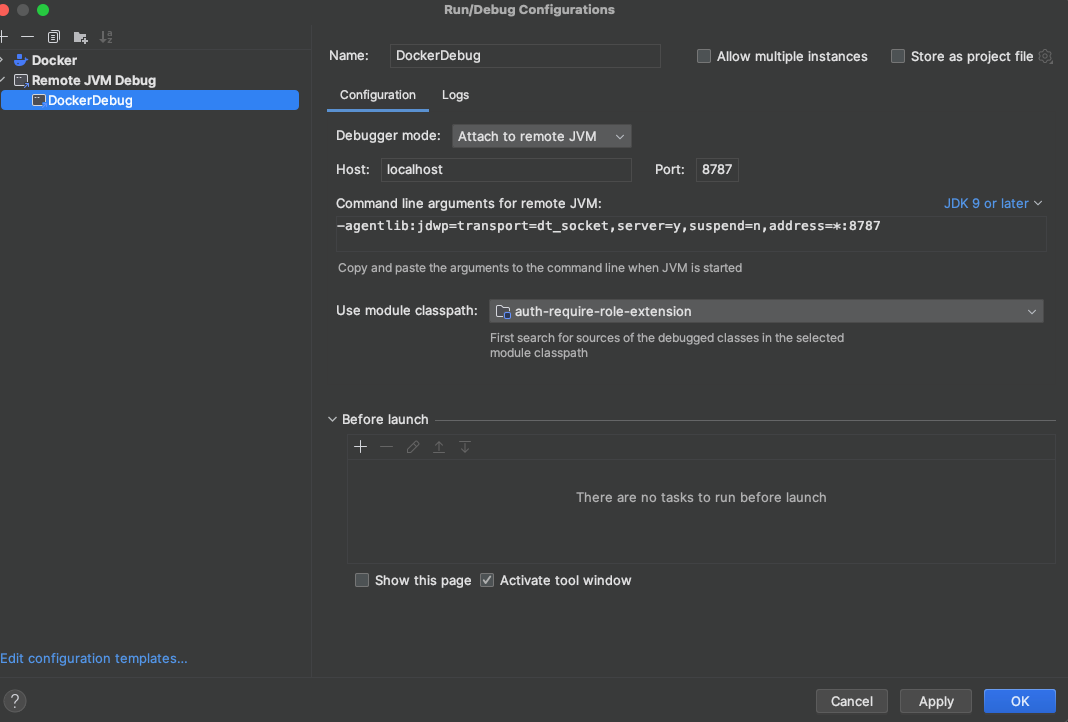 Run/Debug Configurations
Docker
Remote JVM Debug
DockerDebug
Edit configuration templates...
Name: DockerDebug
Allow multiple instances
Store as project file
Configuration Logs
Debugger mode: Attach to remote JVM
Host: localhost Port: 8787
Command line arguments for remote JVM: JDK 9 or later
-agentlib:jdwp=transport=dt_socket,server=y,suspend=n,address=*:8787
Copy and paste the arguments to the command line when JVM is started
Use module classpath: auth-require-role-extension
First search for sources of the debugged classes in the selected
module classpath
Before launch
There are no tasks to run before launch
Show this page Activate tool window
? Cancel Apply OK